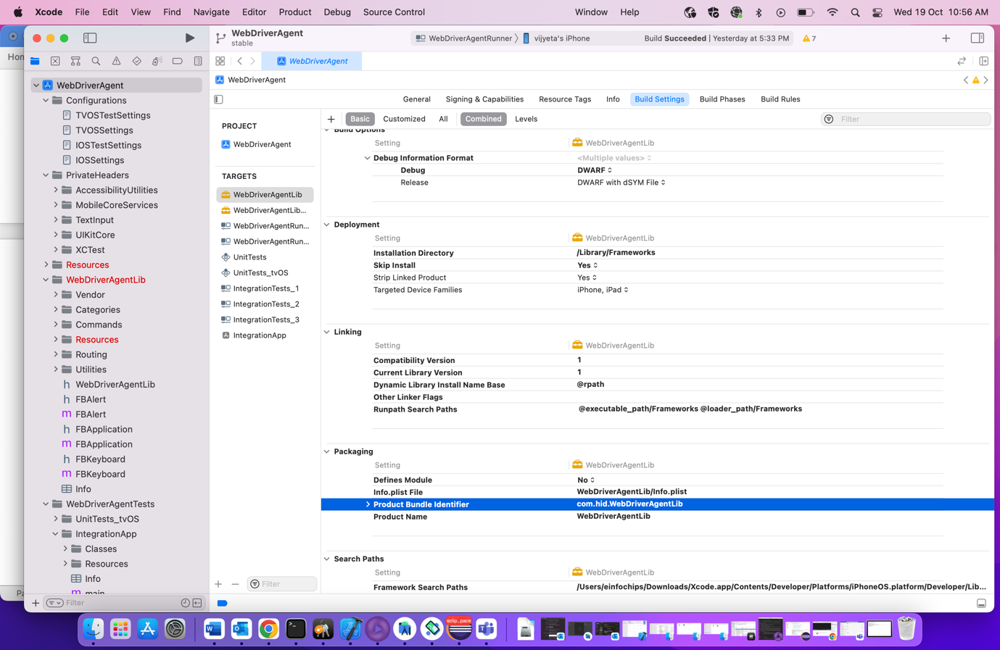 Xcode File Edit View Find Navigate Editor Product Debug Source Control Window Help Wed 19 Oct 10:56 AM
WebDriverAgent
stable
WebDriverAgentRunner
vijyeta's iPhone
Build Succeeded | Yesterday at 5:33 PM
7
Hon
WebDriverAgent
WebDriverAgent
General Signing & Capabilities Resource Tags Info Build Settings Build Phases Build Rules
WebDriverAgent
Configurations
TVOSTestSettings
TVOSSettings
IOSTestSettings
IOSSettings
PrivateHeaders
AccessibilityUtilities
MobileCoreServices
TextInput
UIKitCore
XCTest
Resources
WebDriverAgentLib
Vendor
Categories
Commands
Resources
Routing
Utilities
h WebDriverAgentLib
h FBAlert
m FBAlert
h FBApplication
m FBApplication
h FBKeyboard
m FBKeyboard
Info
WebDriverAgentTests
UnitTests_tvOS
IntegrationApp
Classes
Resources
Info
m main
Filter
Pa
PROJECT
WebDriverAgent
TARGETS
WebDriverAgentLib
WebDriverAgentLib...
WebDriverAgentRun...
WebDriverAgentRun...
UnitTests
UnitTests_tvOS
IntegrationTests_1
IntegrationTests_2
IntegrationTests_3
IntegrationApp
Filter
Basic Customized All Combined Levels Filter
Build Options
Setting WebDriverAgentLib
Debug Information Format <Multiple values>
Debug DWARF
Release DWARF with dSYM File
Deployment
Setting WebDriverAgentLib
Installation Directory /Library/Frameworks
Skip Install Yes
Strip Linked Product Yes
Targeted Device Families iPhone, iPad
Linking
Setting WebDriverAgentLib
Compatibility Version 1
Current Library Version 1
Dynamic Library Install Name Base @rpath
Other Linker Flags
Runpath Search Paths @executable_path/Frameworks @loader_path/Frameworks
Packaging
Setting WebDriverAgentLib
Defines Module No
Info.plist File WebDriverAgentLib/Info.plist
Product Bundle Identifier com.hid.WebDriverAgentLib
Product Name WebDriverAgentLib
Search Paths
Setting WebDriverAgentLib
Framework Search Paths /Users/einfochips/Downloads/Xcode.app/Contents/Developer/Platforms/iPhoneOS.platform/Developer/Lib...
eclip...pace